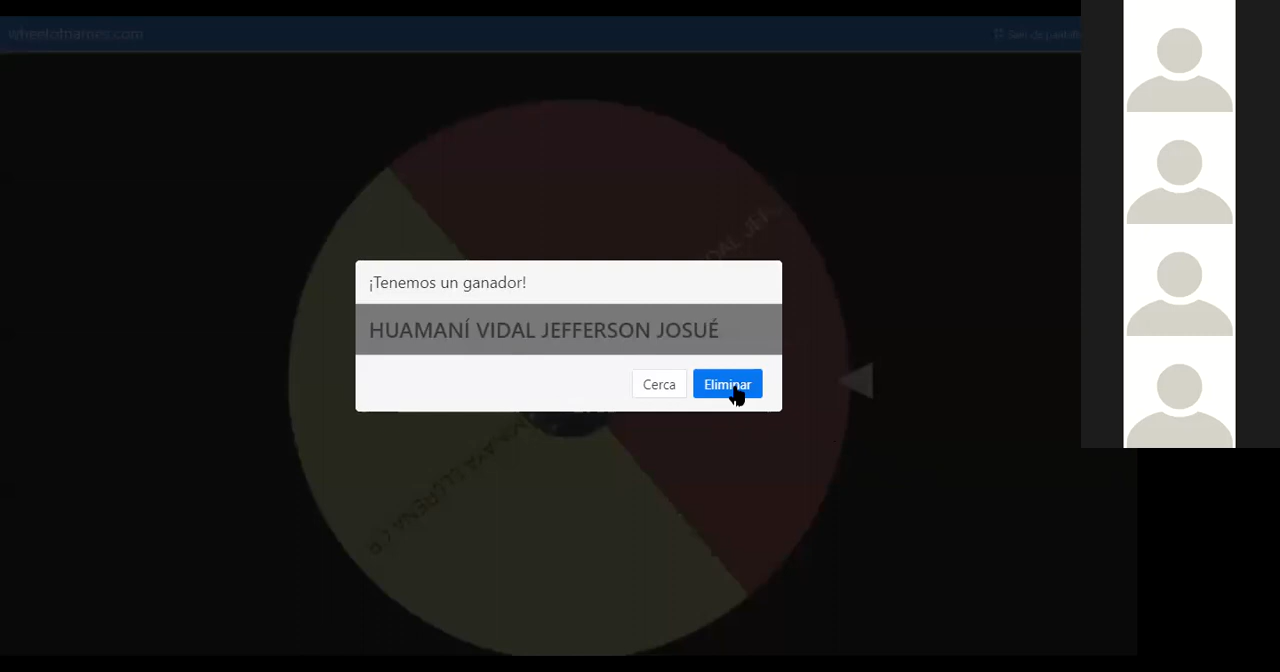 wheelofnames.com
¡Tenemos un ganador!
HUAMANÍ VIDAL JEFFERSON JOSUÉ
Cerca
Eliminar